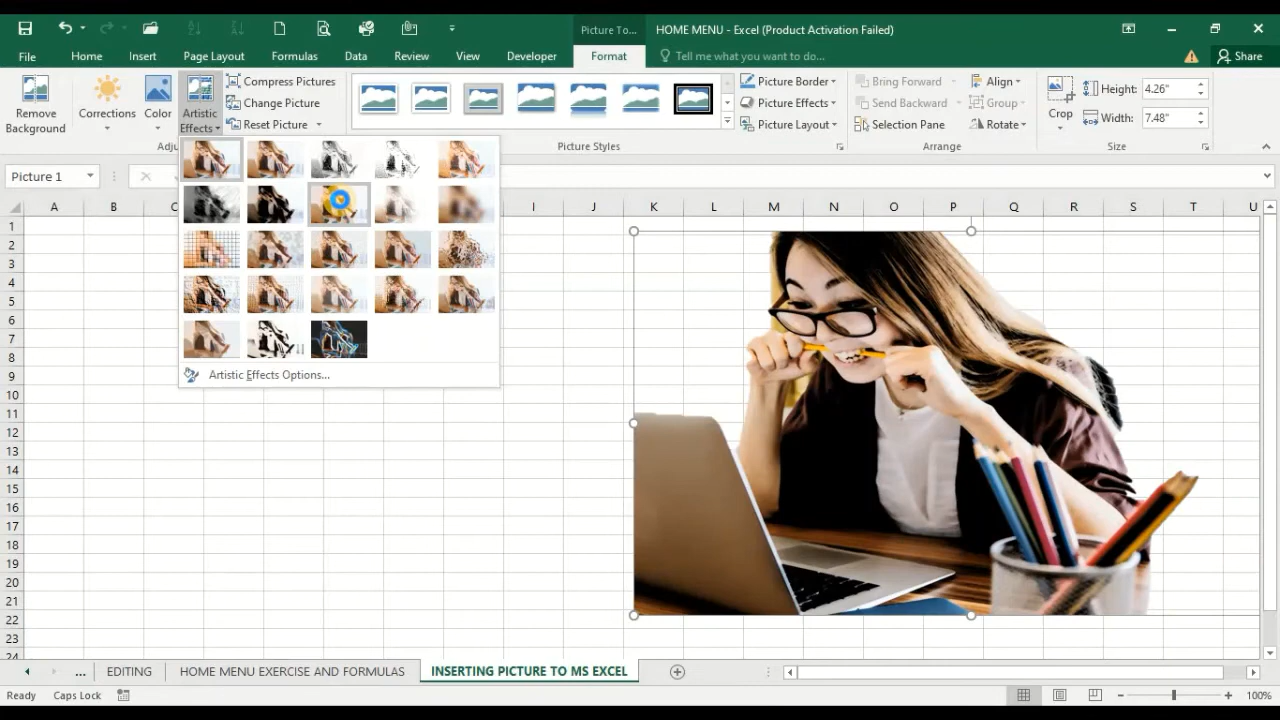 Picture To...
HOME MENU - Excel (Product Activation Failed)
File Home Insert Page Layout Formulas Data Review View Developer Format Tell me what you want to do... Share
Remove Background
Corrections
Color
Artistic Effects
Compress Pictures
Change Picture
Reset Picture
Picture Border
Picture Effects
Picture Layout
Bring Forward
Send Backward
Selection Pane
Align
Group
Rotate
Crop
Height: 4.26"
Width: 7.48"
Adju
Picture Styles
Arrange
Size
Picture 1
A B C H I J K L M N O P Q R S T U
1
2
3
4
5
6
7
8
9
10
11
12
13
14
15
16
17
18
19
20
21
22
23
24
Artistic Effects Options...
... EDITING HOME MENU EXERCISE AND FORMULAS INSERTING PICTURE TO MS EXCEL
Ready Caps Lock 100%